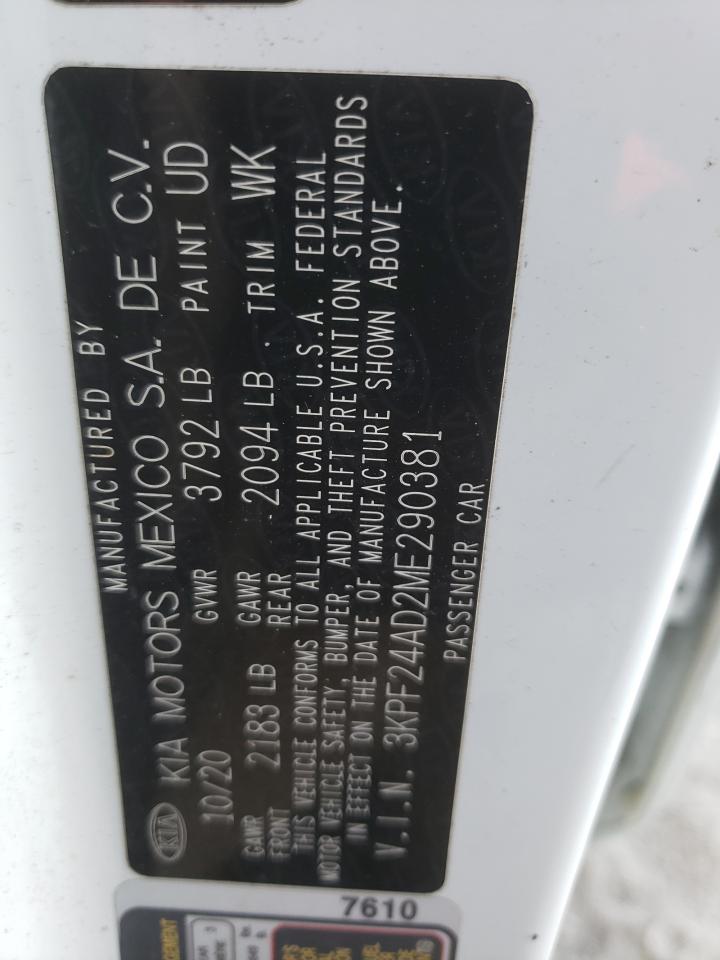 MANUFACTURED BY
KIA KIA MOTORS MEXICO S.A. DE C.V.
10/20 GVWR 3792 LB PAINT UD
GAWR FRONT 2183 LB GAWR REAR 2094 LB TRIM WK
THIS VEHICLE CONFORMS TO ALL APPLICABLE U.S.A. FEDERAL
MOTOR VEHICLE SAFETY, BUMPER, AND THEFT PREVENTION STANDARDS
IN EFFECT ON THE DATE OF MANUFACTURE SHOWN ABOVE.
V.I.N. 3KPF24AD2ME290381
PASSENGER CAR
7610